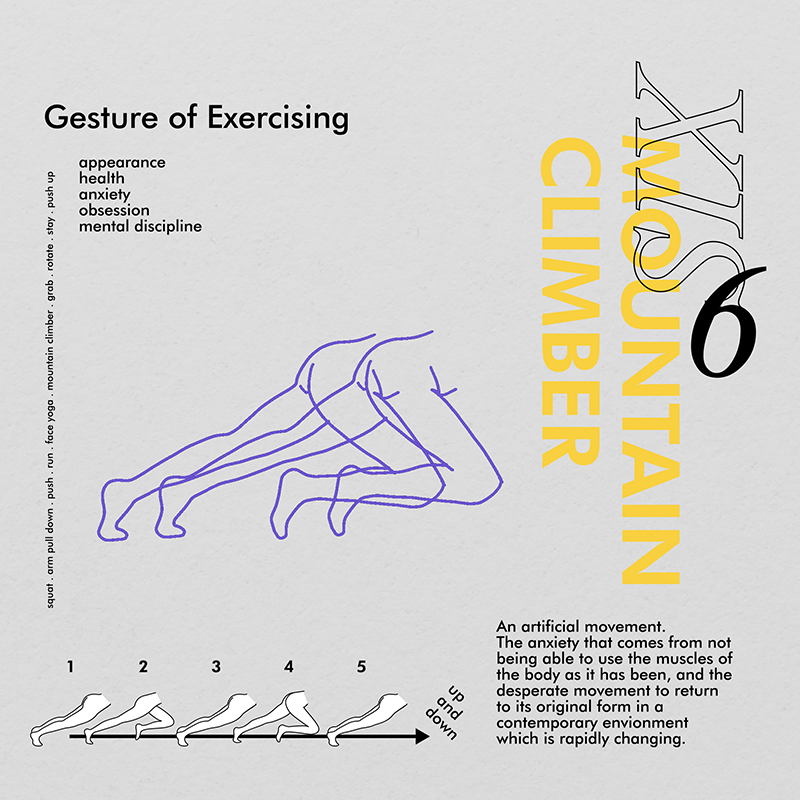 Gesture of Exercising
appearance
health
anxiety
obsession
mental discipline
squat . arm pull down . push . run . face yoga . mountain climber . grab . rotate . stay . push up
XIS
6
MOUNTAIN
CLIMBER
1 2 3 4 5
up
and
down
An artificial movement.
The anxiety that comes from not
being able to use the muscles of
the body as it has been, and the
desperate movement to return
to its original form in a
contemporary envionment
which is rapidly changing.